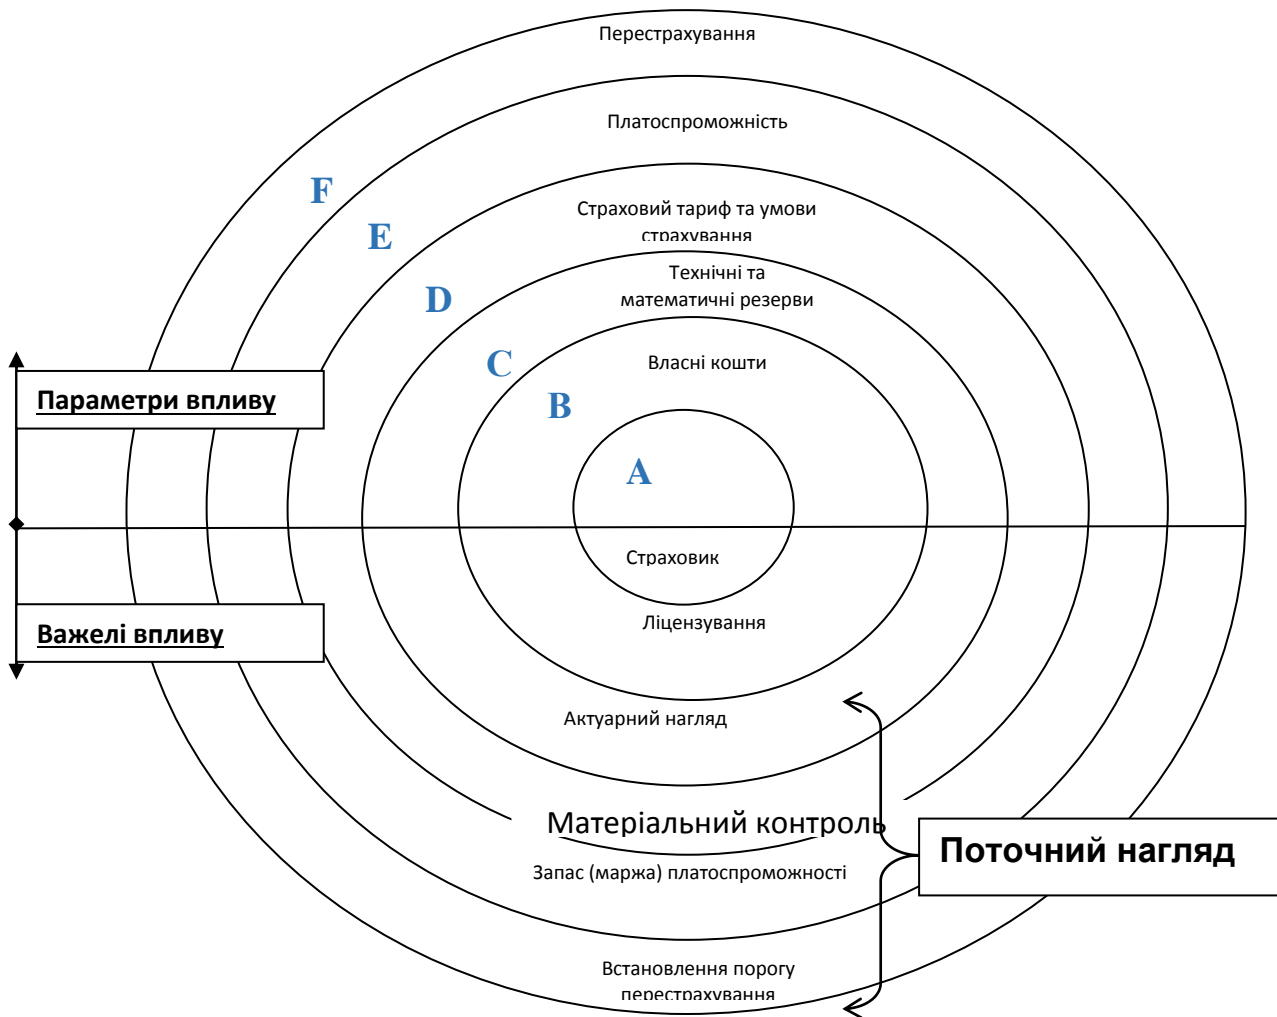 Перестрахування
Платоспроможність
F
Страховий тариф та умови
страхування
E
Технічні та
математичні резерви
D
Власні кошти
C
Параметри впливу
B
A
Страховик
Ліцензування
Важелі впливу
Актуарний нагляд
Матеріальний контроль
Поточний нагляд
Запас (маржа) платоспроможності
Встановлення порогу
перестрахування